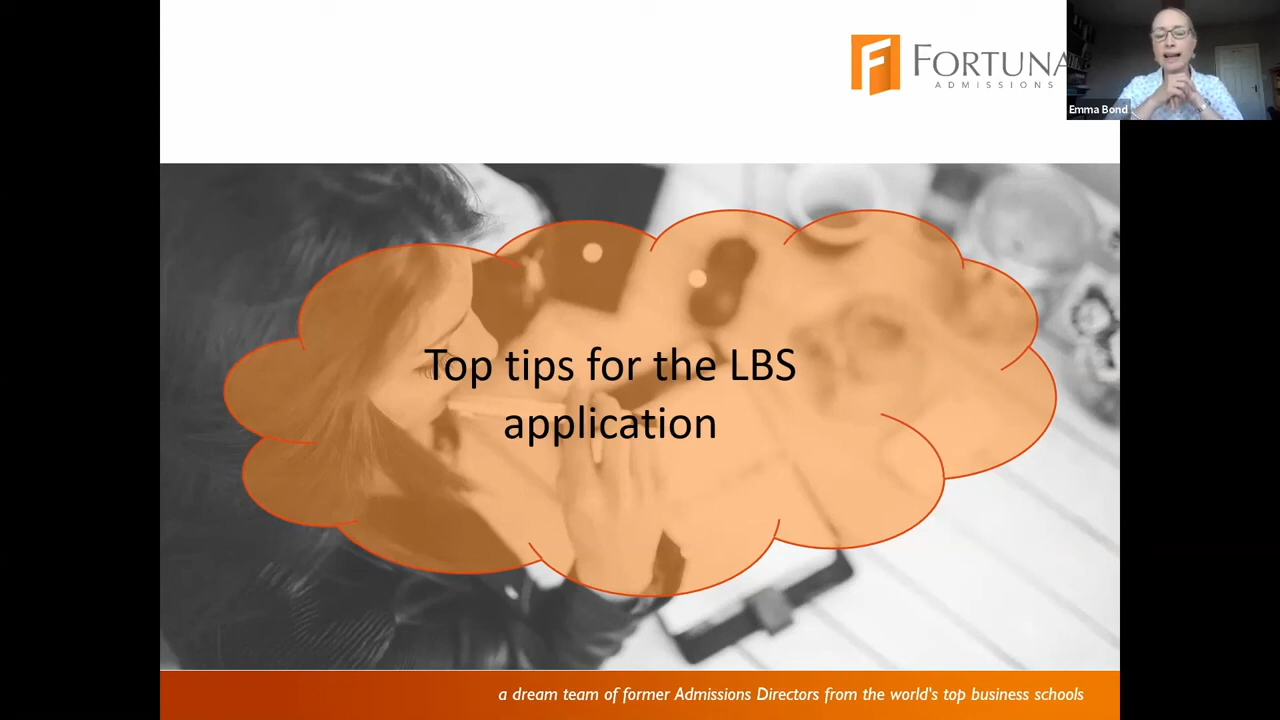 FORTUNA
ADMISSIONS
Emma Bond
Top tips for the LBS
application
a dream team of former Admissions Directors from the world's top business schools